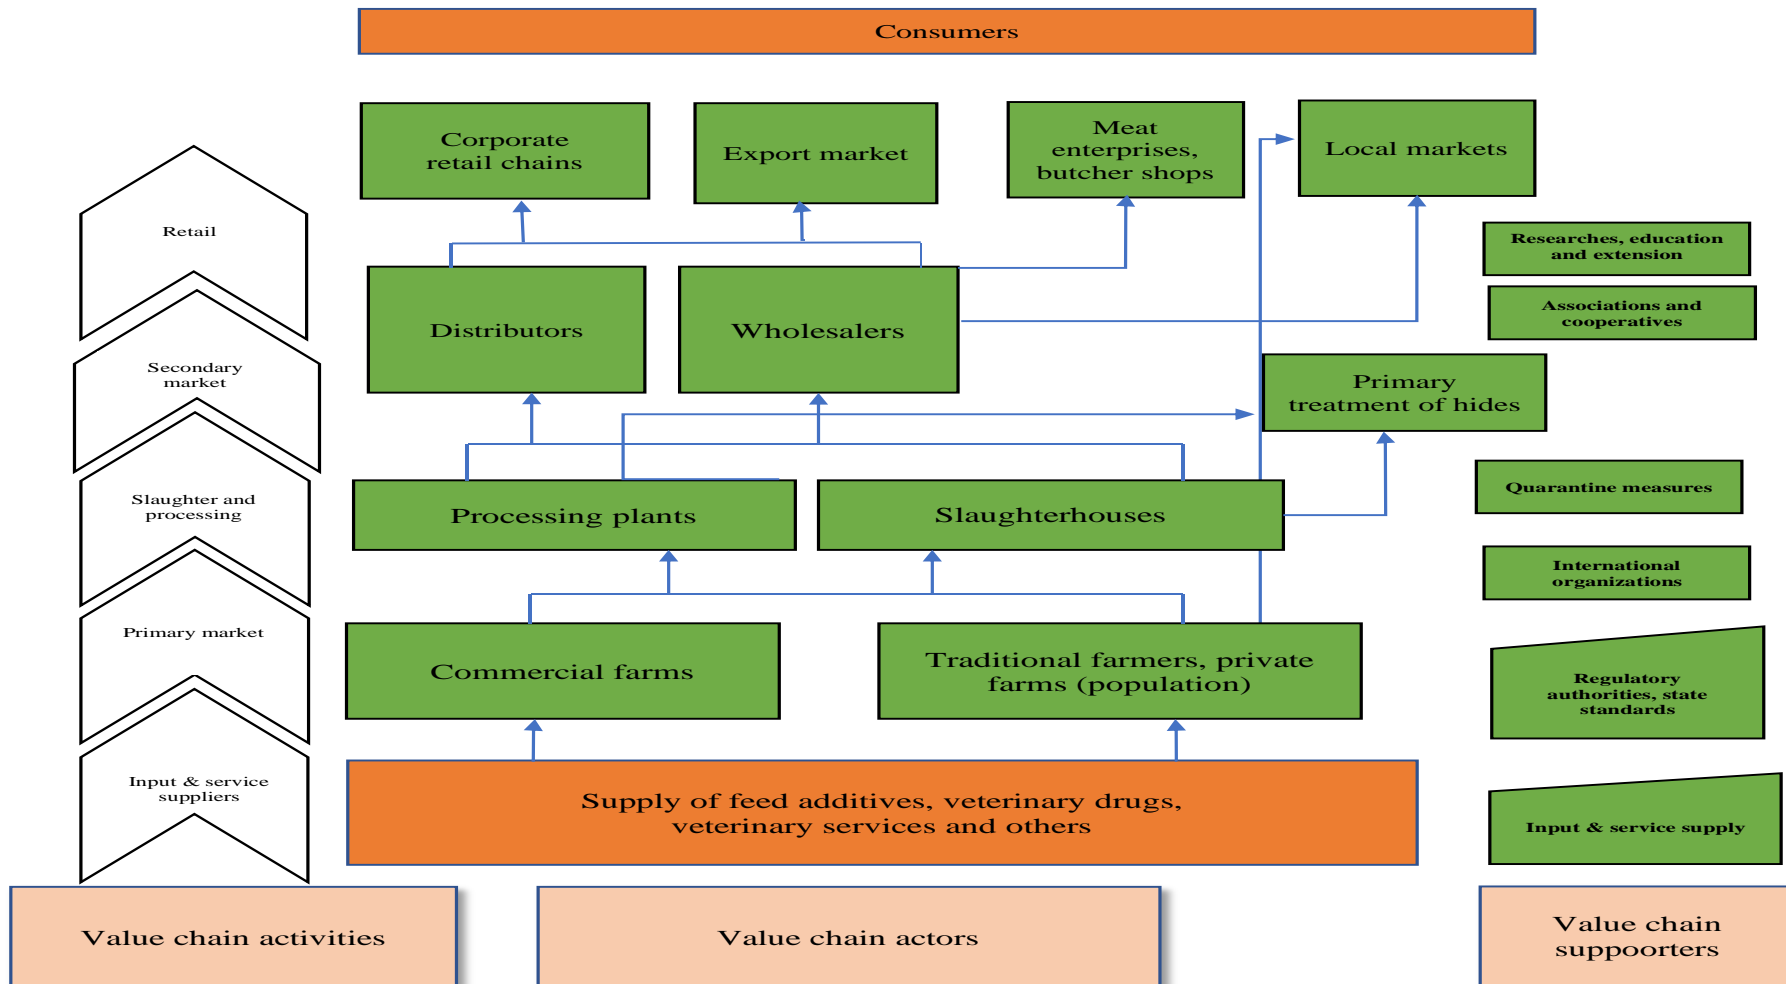 Consumers
Corporate
retail chains
Export market
Meat
enterprises,
butcher shops
Local markets
Retail
Researches, education
and extension
Distributors
Wholesalers
Associations and
cooperatives
Secondary
market
Primary
treatment of hides
Slaughter and
processing
Processing plants
Slaughterhouses
Quarantine measures
International
organizations
Primary market
Commercial farms
Traditional farmers, private
farms (population)
Regulatory
authorities, state
standards
Input & service
suppliers
Supply of feed additives, veterinary drugs,
veterinary services and others
Input & service supply
Value chain activities
Value chain actors
Value chain
suppoorters